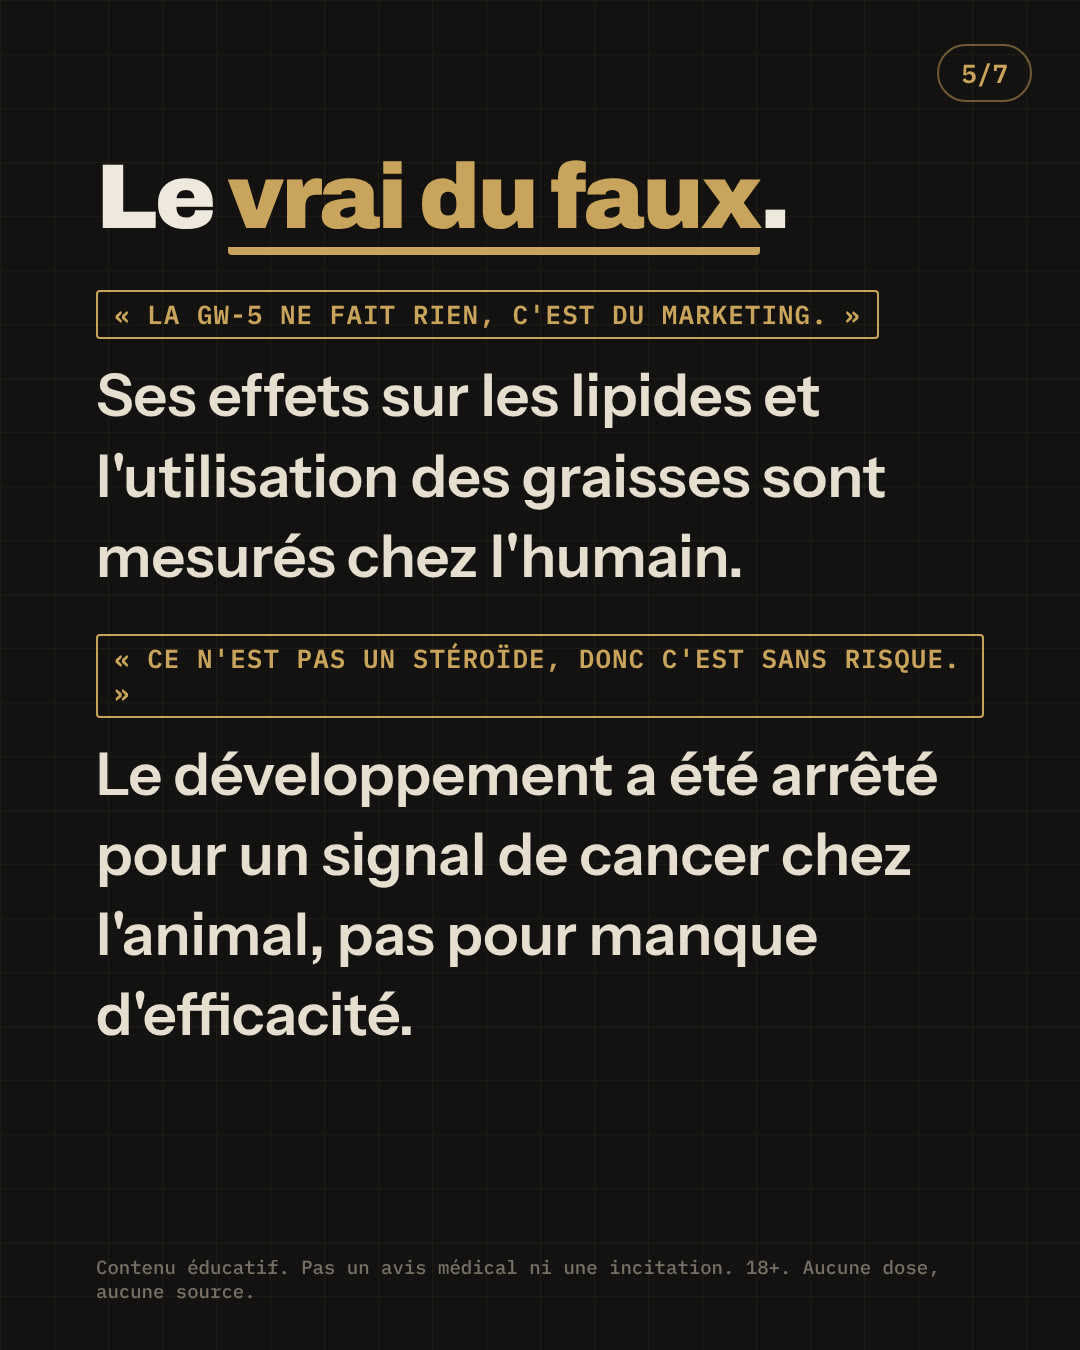 5/7
Le vrai du faux.
« LA GW-5 NE FAIT RIEN, C'EST DU MARKETING. »
Ses effets sur les lipides et
l'utilisation des graisses sont
mesurés chez l'humain.
« CE N'EST PAS UN STÉROÏDE, DONC C'EST SANS RISQUE.
»
Le développement a été arrêté
pour un signal de cancer chez
l'animal, pas pour manque
d'efficacité.
Contenu éducatif. Pas un avis médical ni une incitation. 18+. Aucune dose,
aucune source.